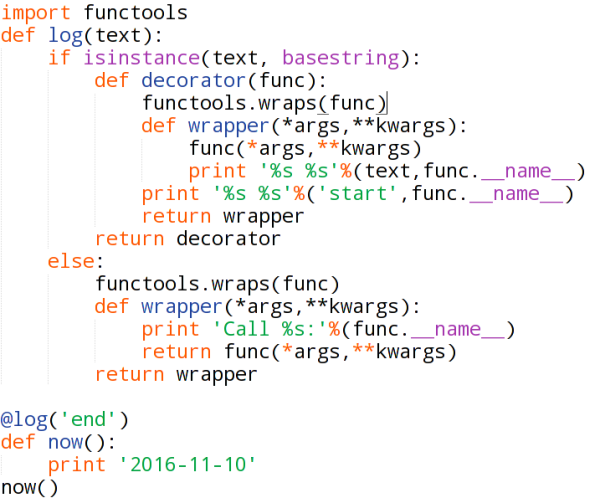 import functools
def log(text):
    if isinstance(text, basestring):
        def decorator(func):
            functools.wraps(func)
            def wrapper(*args,**kwargs):
                func(*args,**kwargs)
                print '%s %s'%(text,func.__name__)
            print '%s %s'%('start',func.__name__)
            return wrapper
        return decorator
    else:
        functools.wraps(func)
        def wrapper(*args,**kwargs):
            print 'Call %s:'%(func.__name__)
            return func(*args,**kwargs)
        return wrapper

@log('end')
def now():
    print '2016-11-10'
now()